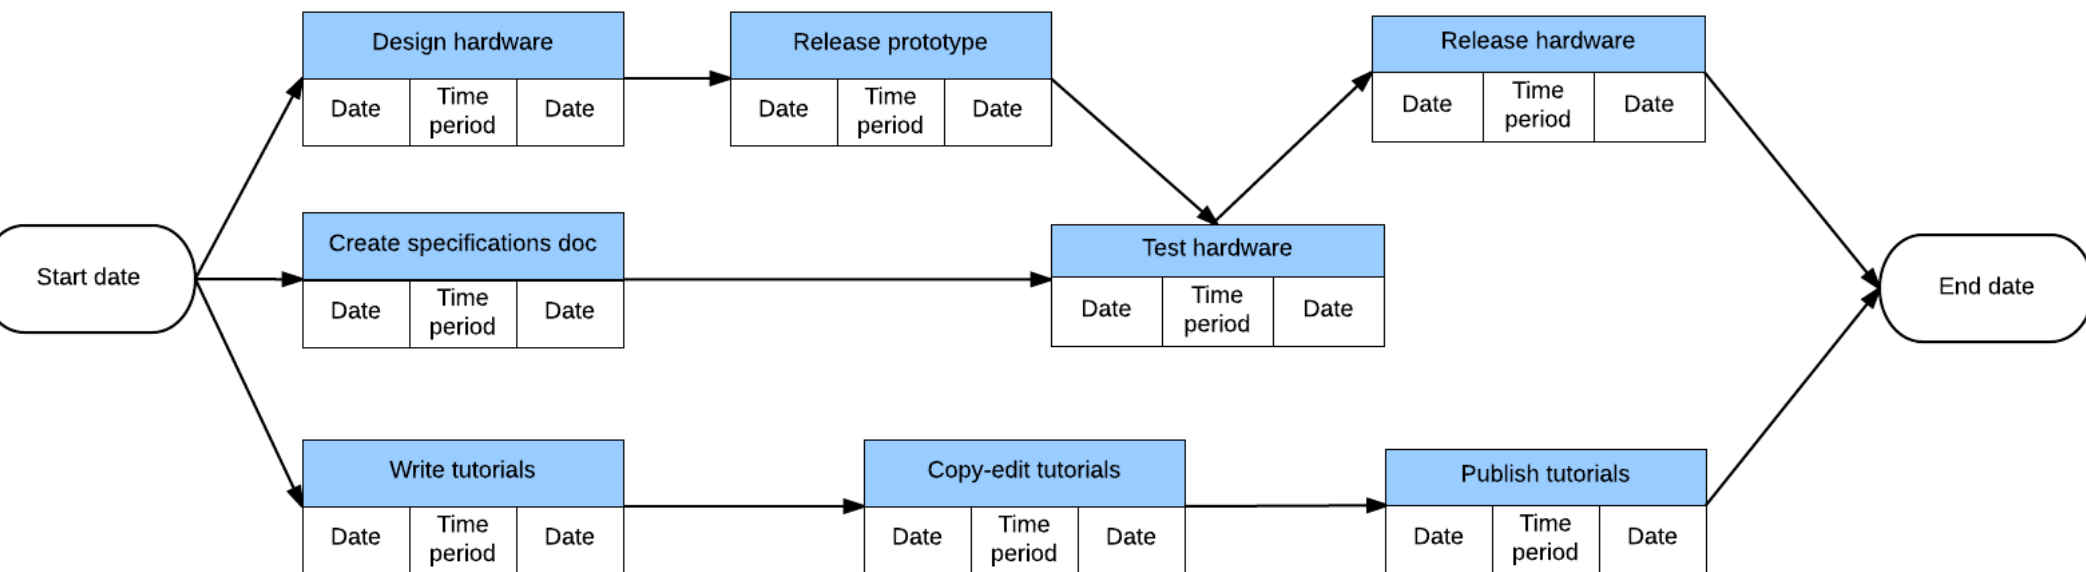 Design hardware
Date
Time
period
Date
Release prototype
Date
Time
period
Date
Release hardware
Date
Time
period
Date
Start date
Create specifications doc
Date
Time
period
Date
Test hardware
Date
Time
period
Date
End date
Write tutorials
Date
Time
period
Date
Copy-edit tutorials
Date
Time
period
Date
Publish tutorials
Date
Time
period
Date